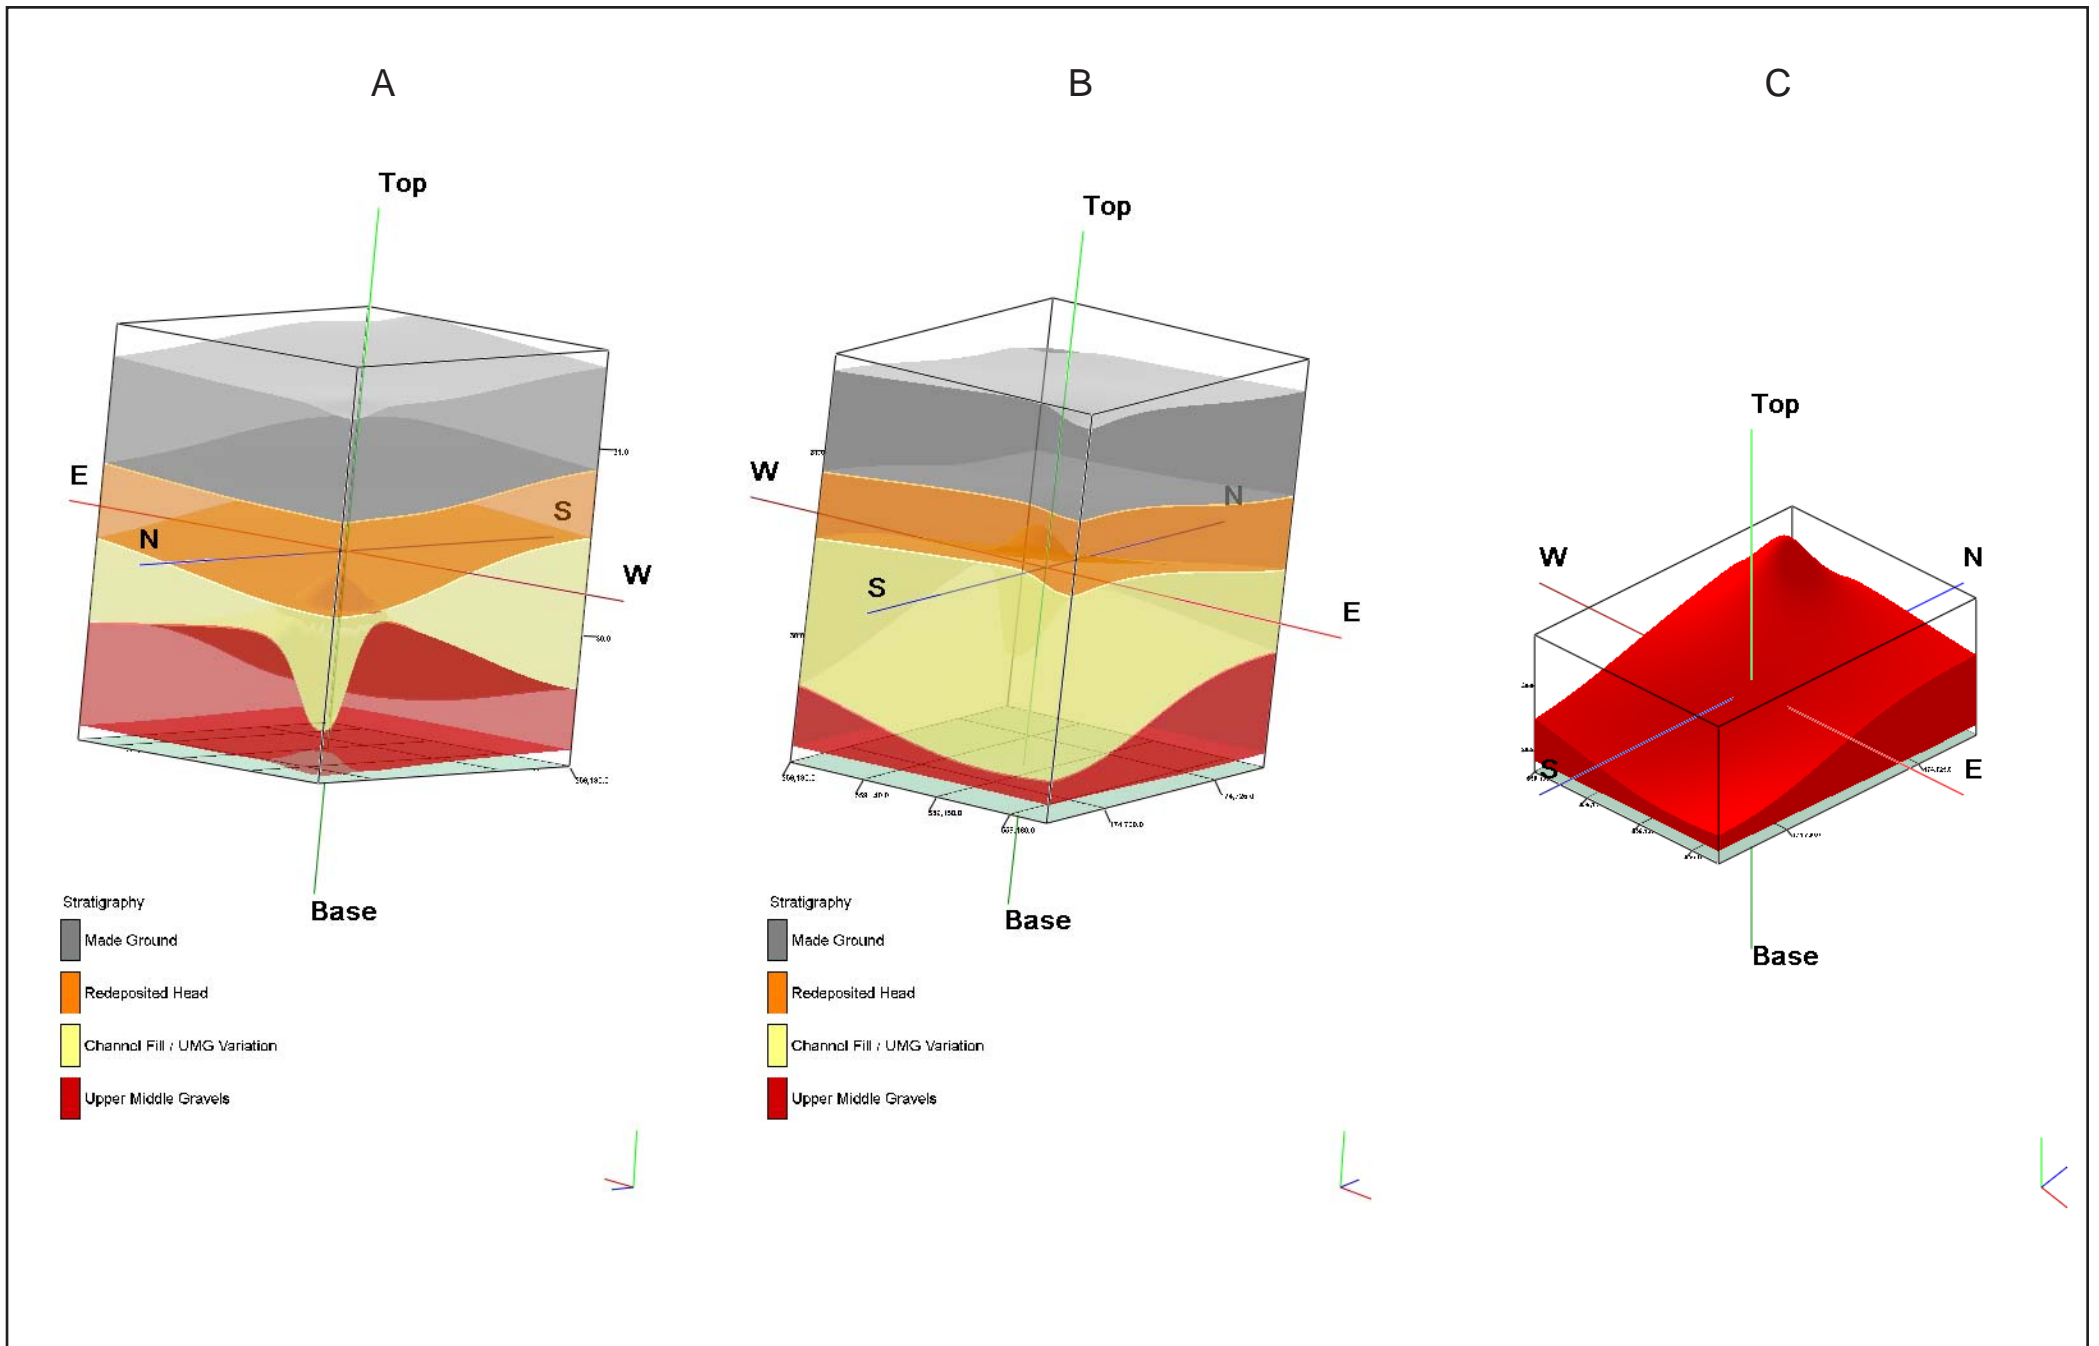 A
B
C
Top
E
N
S
W
Base
Stratigraphy
Made Ground
Redeposited Head
Channel Fill / UMG Variation
Upper Middle Gravels
Top
W
N
S
E
Base
Stratigraphy
Made Ground
Redeposited Head
Channel Fill / UMG Variation
Upper Middle Gravels
Top
W
N
S
E
Base